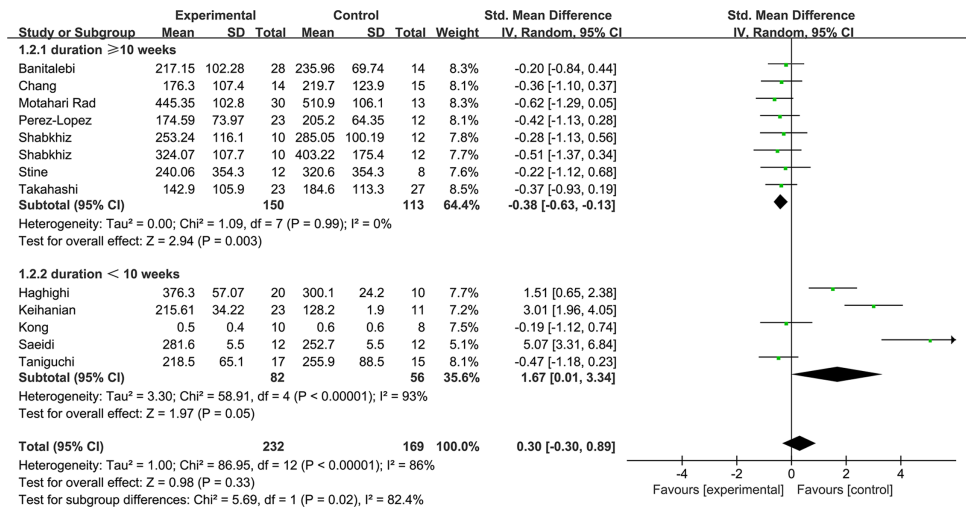 Experimental Control Std. Mean Difference Std. Mean Difference
Study or Subgroup Mean SD Total Mean SD Total Weight IV, Random, 95% CI IV, Random, 95% CI
1.2.1 duration ≥10 weeks
Banitalebi 217.15 102.28 28 235.96 69.74 14 8.3% -0.20 [-0.84, 0.44]
Chang 176.3 107.4 14 219.7 123.9 15 8.1% -0.36 [-1.10, 0.37]
Motahari Rad 445.35 102.8 30 510.9 106.1 13 8.3% -0.62 [-1.29, 0.05]
Perez-Lopez 174.59 73.97 23 205.2 64.35 12 8.2% -0.42 [-1.13, 0.28]
Shabkhiz 253.24 116.1 10 285.05 100.19 12 7.8% -0.28 [-1.13, 0.56]
Shabkhiz 324.07 107.7 10 403.22 175.4 12 7.7% -0.51 [-1.37, 0.34]
Stine 240.06 354.3 12 320.6 354.3 8 7.6% -0.22 [-1.12, 0.68]
Takahashi 142.9 105.9 23 184.6 113.3 27 8.5% -0.37 [-0.93, 0.19]
Subtotal (95% CI) 150 113 64.4% -0.38 [-0.63, -0.13]
Heterogeneity: Tau² = 0.00; Chi² = 1.09, df = 7 (P = 0.99); I² = 0%
Test for overall effect: Z = 2.94 (P = 0.003)
1.2.2 duration < 10 weeks
Haghighi 376.3 57.07 20 300.1 24.2 10 7.7% 1.51 [0.65, 2.38]
Keihanian 215.61 34.22 23 128.2 1.9 11 7.2% 3.01 [1.96, 4.05]
Kong 0.5 0.4 10 0.6 0.6 8 7.5% -0.19 [-1.12, 0.74]
Saeidi 281.6 5.5 12 252.7 5.5 12 5.1% 5.07 [3.31, 6.84]
Taniguchi 218.5 65.1 17 255.9 88.5 15 8.1% -0.47 [-1.18, 0.23]
Subtotal (95% CI) 82 56 35.6% 1.67 [0.01, 3.34]
Heterogeneity: Tau² = 3.30; Chi² = 58.91, df = 4 (P < 0.00001); I² = 93%
Test for overall effect: Z = 1.97 (P = 0.05)
Total (95% CI) 232 169 100.0% 0.30 [-0.30, 0.89]
Heterogeneity: Tau² = 1.00; Chi² = 86.95, df = 12 (P < 0.00001); I² = 86%
Test for overall effect: Z = 0.98 (P = 0.33)
Test for subgroup differences: Chi² = 5.69, df = 1 (P = 0.02), I² = 82.4%
-4 -2 0 2 4
Favours [experimental] Favours [control]